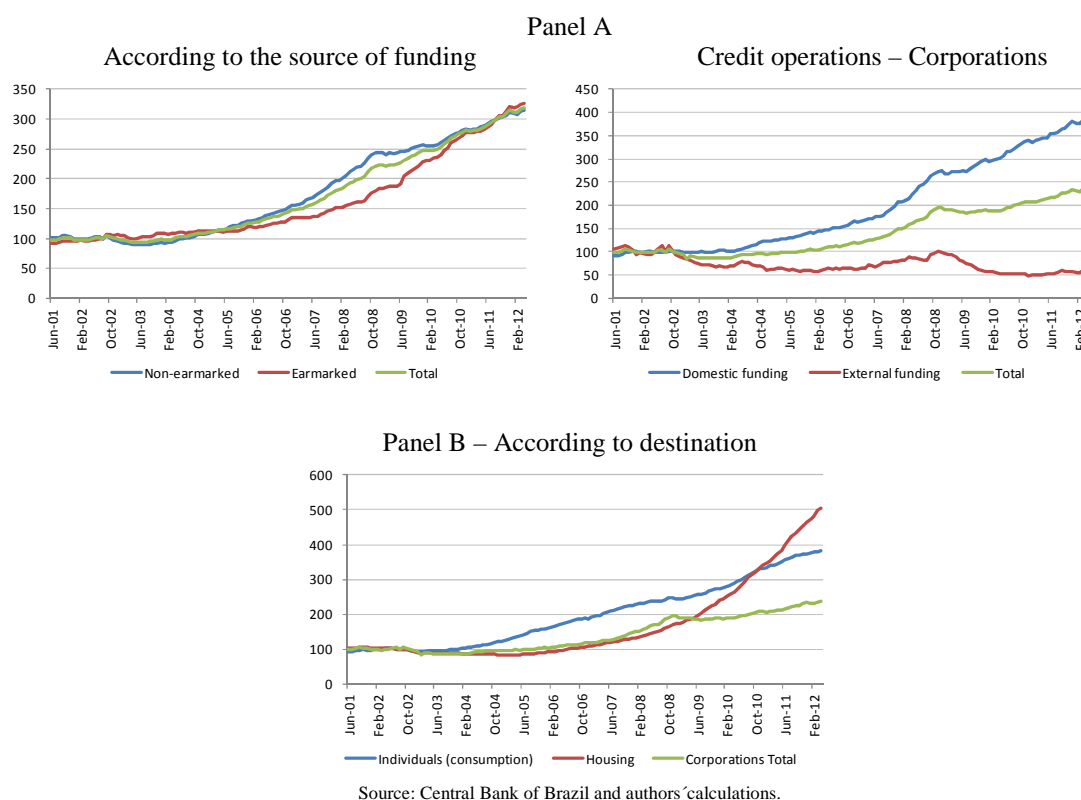 Panel A
According to the source of funding
350
300
250
200
150
100
50
0
Jun-01
Feb-02
Oct-02
Jun-03
Feb-04
Oct-04
Jun-05
Feb-06
Oct-06
Jun-07
Feb-08
Oct-08
Jun-09
Feb-10
Oct-10
Jun-11
Feb-12
Non-earmarked Earmarked Total
Credit operations – Corporations
450
400
350
300
250
200
150
100
50
0
Jun-01
Feb-02
Oct-02
Jun-03
Feb-04
Oct-04
Jun-05
Feb-06
Oct-06
Jun-07
Feb-08
Oct-08
Jun-09
Feb-10
Oct-10
Jun-11
Feb-12
Domestic funding External funding Total
Panel B – According to destination
600
500
400
300
200
100
0
Jun-01
Feb-02
Oct-02
Jun-03
Feb-04
Oct-04
Jun-05
Feb-06
Oct-06
Jun-07
Feb-08
Oct-08
Jun-09
Feb-10
Oct-10
Jun-11
Feb-12
Individuals (consumption) Housing Corporations Total
Source: Central Bank of Brazil and authors´calculations.